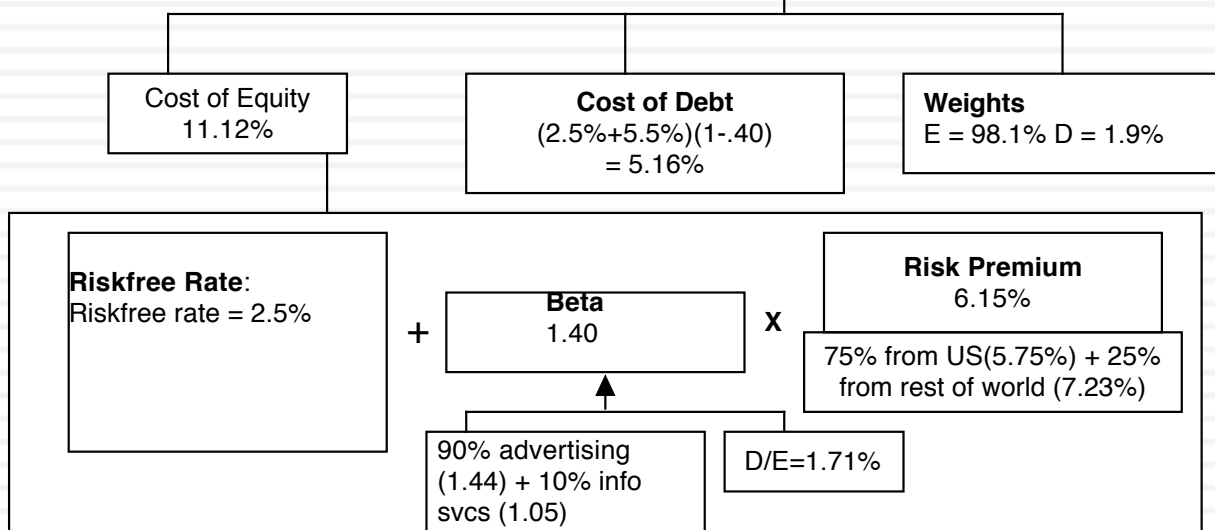 Cost of Equity
11.12%
Cost of Debt
(2.5%+5.5%)(1-.40)
= 5.16%
Weights
E = 98.1% D = 1.9%
Riskfree Rate:
Riskfree rate = 2.5%
+
Beta
1.40
X
Risk Premium
6.15%
75% from US(5.75%) + 25%
from rest of world (7.23%)
90% advertising
(1.44) + 10% info
svcs (1.05)
D/E=1.71%